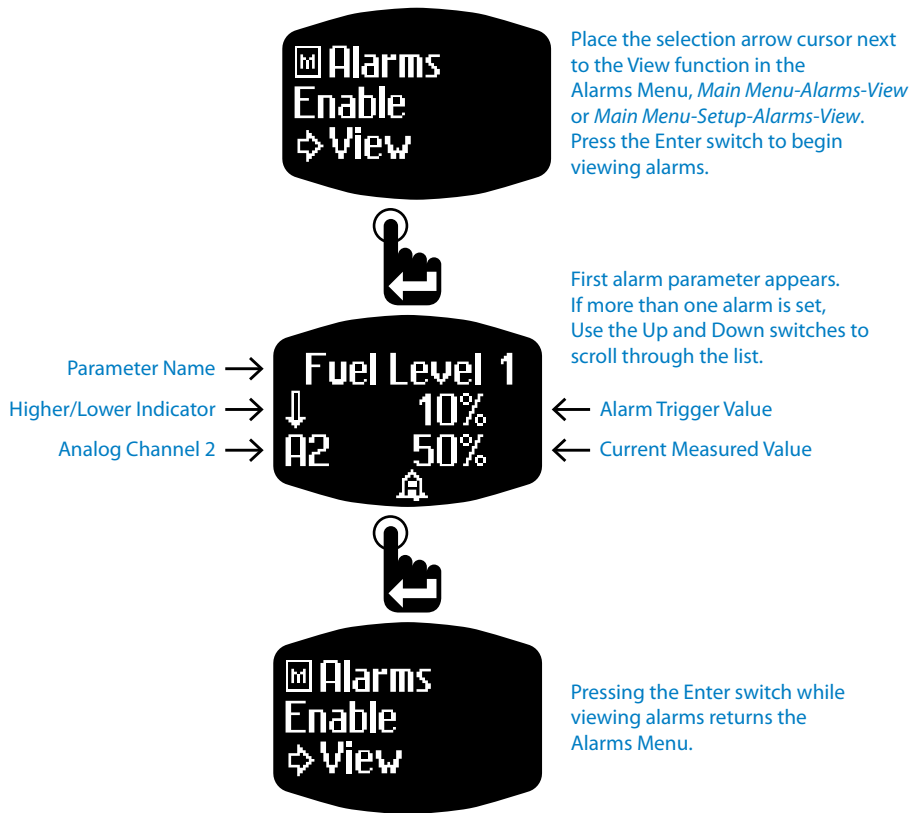 Alarms
Enable
View
Place the selection arrow cursor next
to the View function in the
Alarms Menu, Main Menu-Alarms-View
or Main Menu-Setup-Alarms-View.
Press the Enter switch to begin
viewing alarms.
First alarm parameter appears.
If more than one alarm is set,
Use the Up and Down switches to
scroll through the list.
Parameter Name
Higher/Lower Indicator
Analog Channel 2
Fuel Level 1
10%
A2 50%
A
Alarm Trigger Value
Current Measured Value
Alarms
Enable
View
Pressing the Enter switch while
viewing alarms returns the
Alarms Menu.